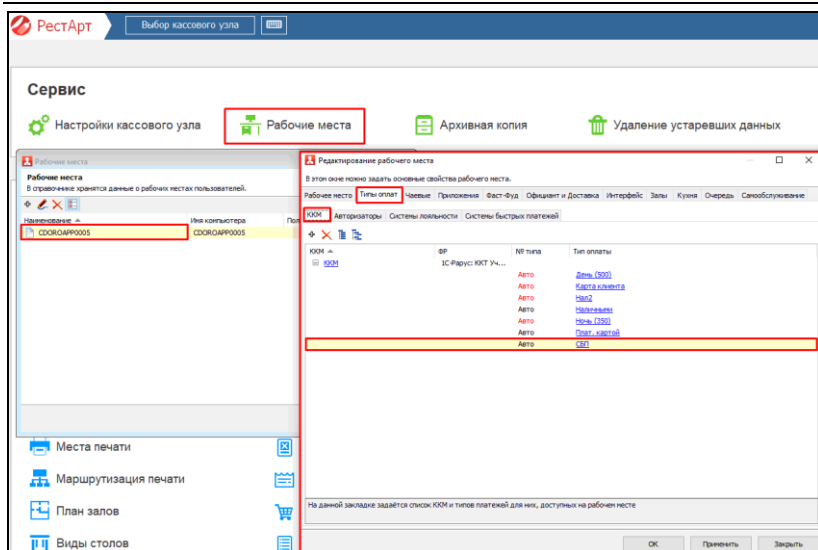 РестАрт
Выбор кассового узла
Сервис
Настройки кассового узла
Рабочие места
Архивная копия
Удаление устаревших данных
Рабочие места
Рабочие места
В справочнике хранятся данные о рабочих местах пользователей.
Наименование
Имя компьютера
Пол
CDOROAPP0005
CDOROAPP0005
Редактирование рабочего места
В этом окне можно задать основные свойства рабочего места.
Рабочее место Типы оплат Чаевые Приложения Фаст-Фуд Официант и Доставка Интерфейс Залы Кухня Очередь Самообслуживание
ККМ Авторизаторы Системы лояльности Системы быстрых платежей
ККМ ФР № типа Тип оплаты
ККМ 1С-Рарус: ККТ Уч...
Авто День (500)
Авто Карта клиента
Авто Нал2
Авто Наличными
Авто Ночь (350)
Авто Плат. картой
Авто СБП
На данной закладке задаётся список ККМ и типов платежей для них, доступных на рабочем месте
ОК Применить Закрыть
Места печати
Маршрутизация печати
План залов
Виды столов